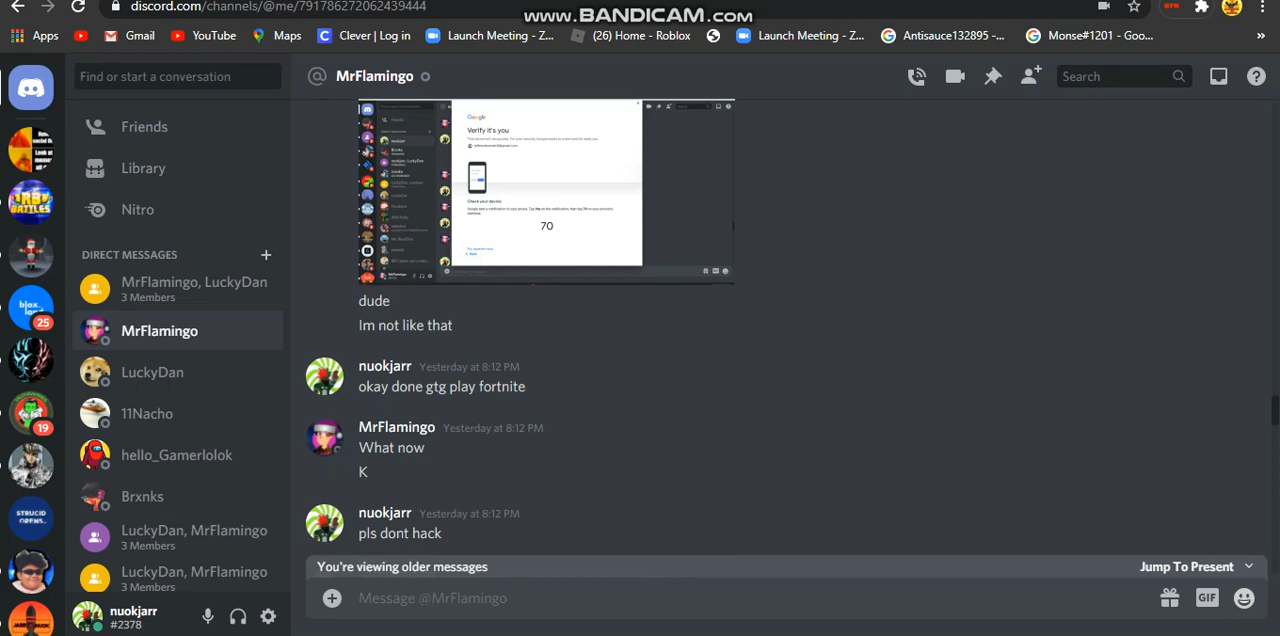 discord.com/channels/@me/791786272062439444
www.BANDICAM.com
Apps
Gmail
YouTube
Maps
Clever | Log in
Launch Meeting - Z...
(26) Home - Roblox
Launch Meeting - Z...
Antisauce132895 -...
Monse#1201 - Goo...
»
Find or start a conversation
Friends
Library
Nitro
DIRECT MESSAGES
MrFlamingo, LuckyDan
3 Members
MrFlamingo
LuckyDan
11Nacho
hello_Gamerlolok
Brxnks
LuckyDan, MrFlamingo
3 Members
LuckyDan, MrFlamingo
3 Members
25
19
STRUCID
nuokjarr
#2378
@ MrFlamingo
Search
Google
Verify it's you
Check your device
70
dude
Im not like that
nuokjarr Yesterday at 8:12 PM
okay done gtg play fortnite
MrFlamingo Yesterday at 8:12 PM
What now
K
nuokjarr Yesterday at 8:12 PM
pls dont hack
You're viewing older messages
Jump To Present
Message @MrFlamingo
GIF